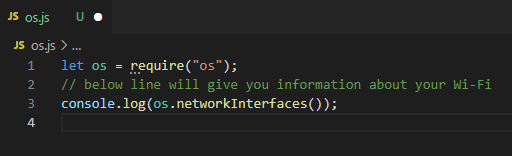 JS os.js U
JS os.js > ...
1 let os = require("os");
2 // below line will give you information about your Wi-Fi
3 console.log(os.networkInterfaces());
4